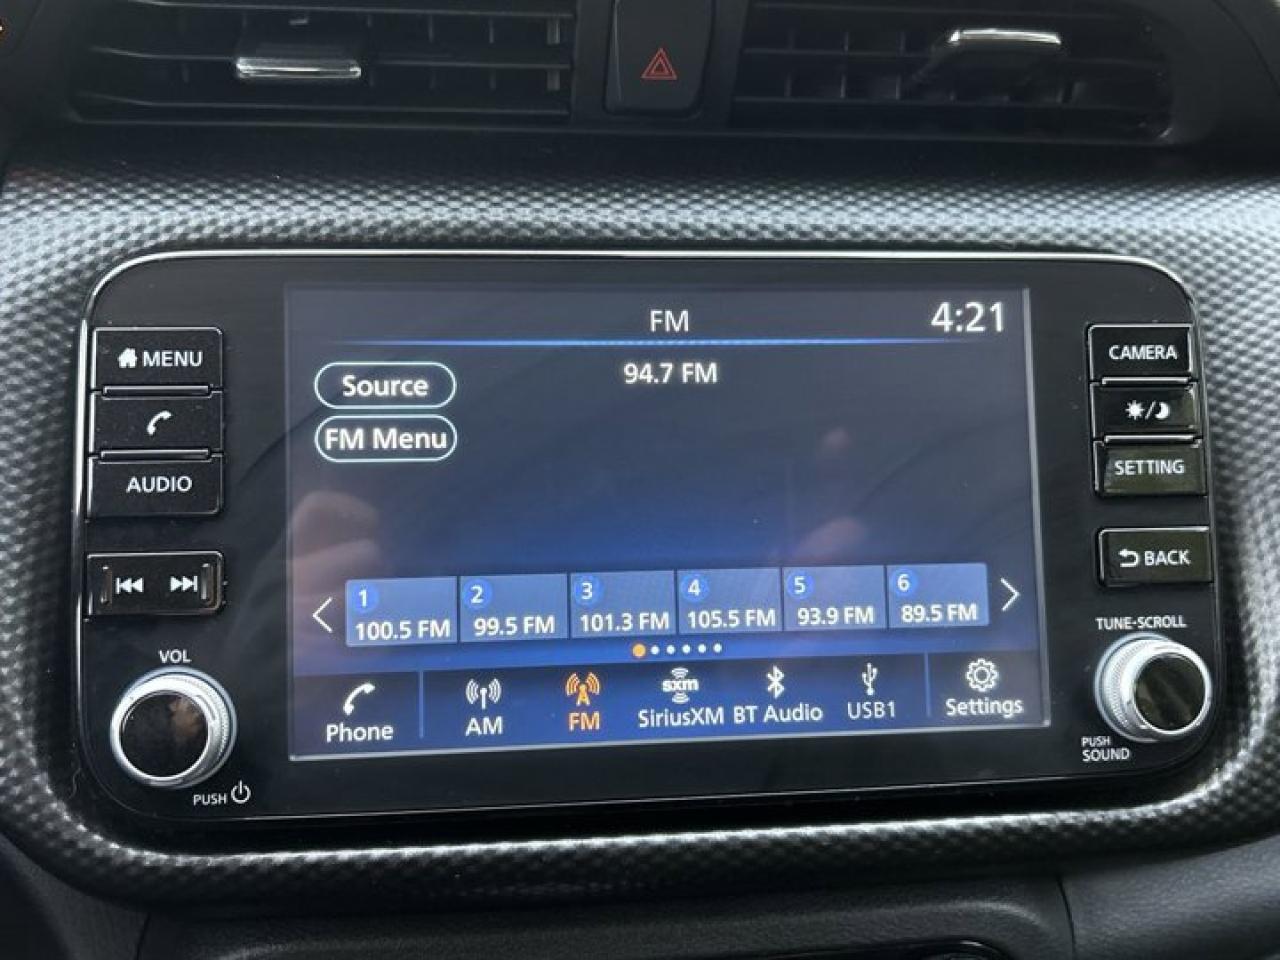 FM
4:21
MENU
CAMERA
Source
94.7 FM
FM Menu
AUDIO
SETTING
BACK
1
100.5 FM
2
99.5 FM
3
101.3 FM
4
105.5 FM
5
93.9 FM
6
89.5 FM
VOL
TUNE-SCROLL
Phone
AM
FM
sxm
SiriusXM
BT Audio
USB1
Settings
PUSH
PUSH
SOUND